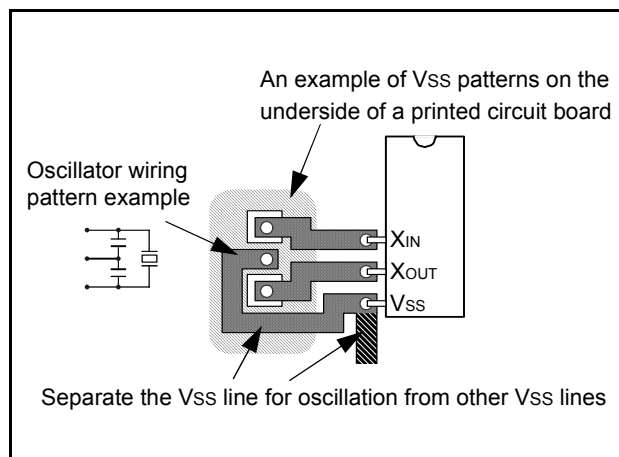 An example of VSS patterns on the
underside of a printed circuit board
Oscillator wiring
pattern example
XIN
XOUT
VSS
Separate the VSS line for oscillation from other VSS lines